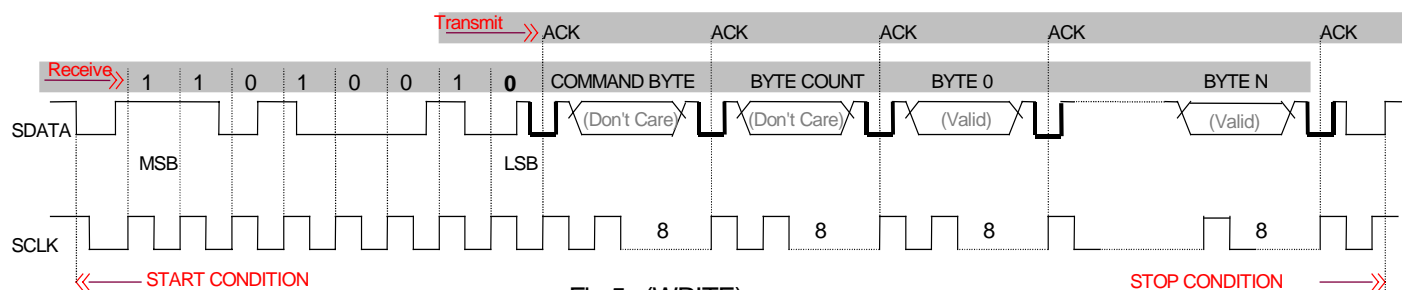 Transmit ACK ACK ACK ACK ACK
Receive 1 1 0 1 0 0 1 0 COMMAND BYTE BYTE COUNT BYTE 0 BYTE N
SDATA (Don't Care) (Don't Care) (Valid) (Valid)
MSB LSB
SCLK 8 8 8 8
START CONDITION STOP CONDITION
(WRITE)